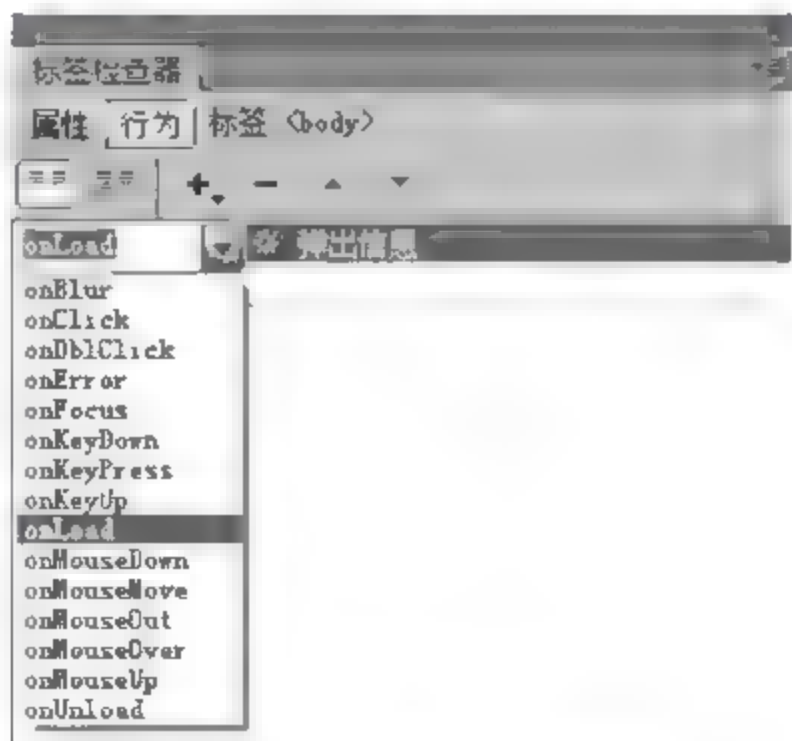 标签检查器
属性 行为 标签 <body>
onLoad 弹出信息
onBlur
onClick
onDblClick
onError
onFocus
onKeyDown
onKeyPress
onKeyUp
onLoad
onMouseDown
onMouseMove
onMouseOut
onMouseOver
onMouseUp
onUnload